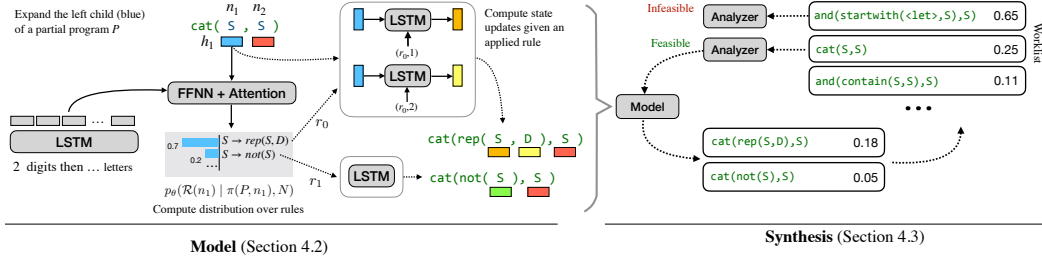 Expand the left child (blue)
of a partial program P
n₁ n₂
cat( S , S )
h₁
FFNN + Attention
LSTM
2 digits then … letters
0.7
S → rep(S,D)
0.2
S → not(S)
...
pθ(R(n₁) | π(P, n₁), N)
Compute distribution over rules
r₀
r₁
LSTM
(r₀,1)
LSTM
(r₀,2)
Compute state
updates given an
applied rule
cat(rep( S , D ), S )
LSTM
cat(not( S ), S )
Model (Section 4.2)
Infeasible
Analyzer
and(startwith(<let>,S),S) 0.65
Feasible
Analyzer
cat(S,S) 0.25
and(contain(S,S),S) 0.11
Worklist
Model
...
cat(rep(S,D),S) 0.18
cat(not(S),S) 0.05
Synthesis (Section 4.3)